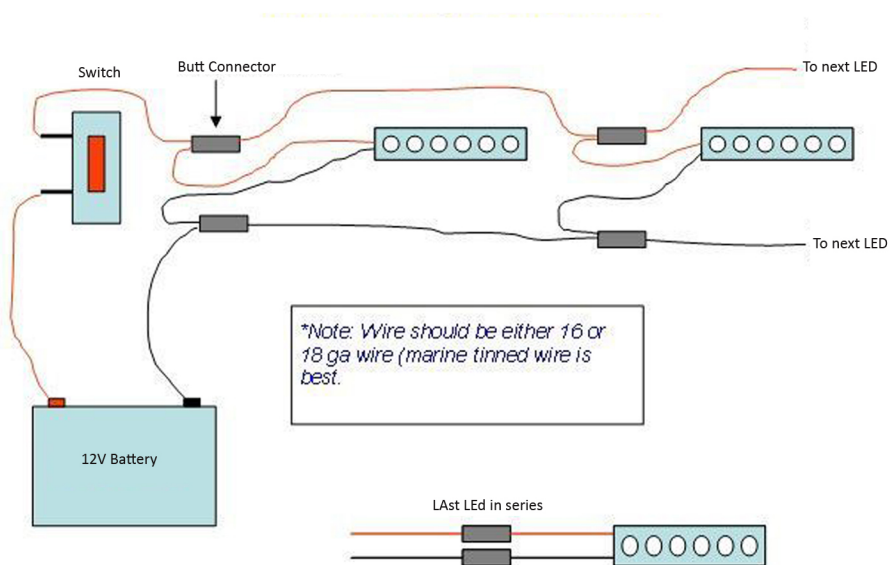 Switch
Butt Connector
To next LED
To next LED
*Note: Wire should be either 16 or
18 ga wire (marine tinned wire is
best.
12V Battery
LAst LEd in series